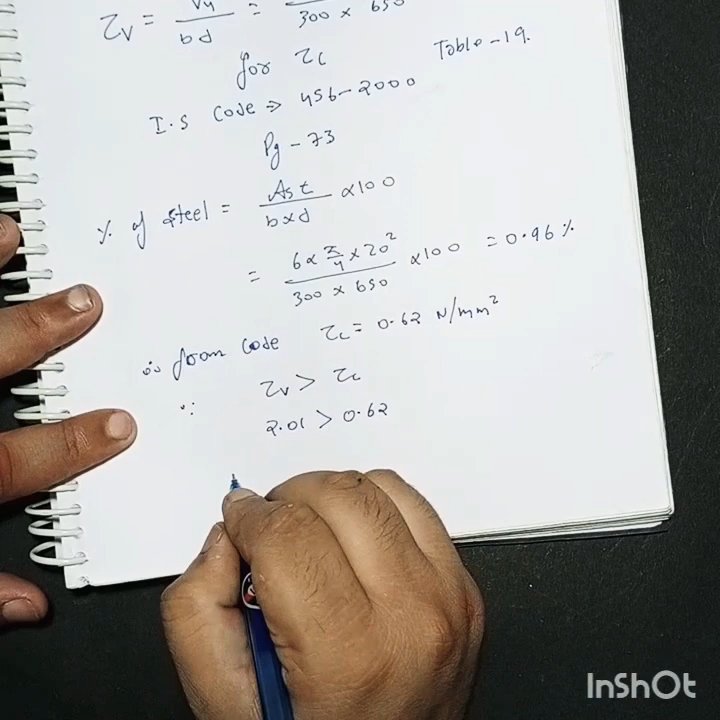 τv = Vu / bd = / 300 × 650
for τc Table-19.
I.S Code ⇒ 456-2000
Pg - 73
% of steel = Ast / b×d ×100
= 6 × π/4 × 20² / 300 × 650 ×100 = 0.96 %
∴ from Code τc = 0.62 N/mm²
∵ τv > τc
2.01 > 0.62
InShOt